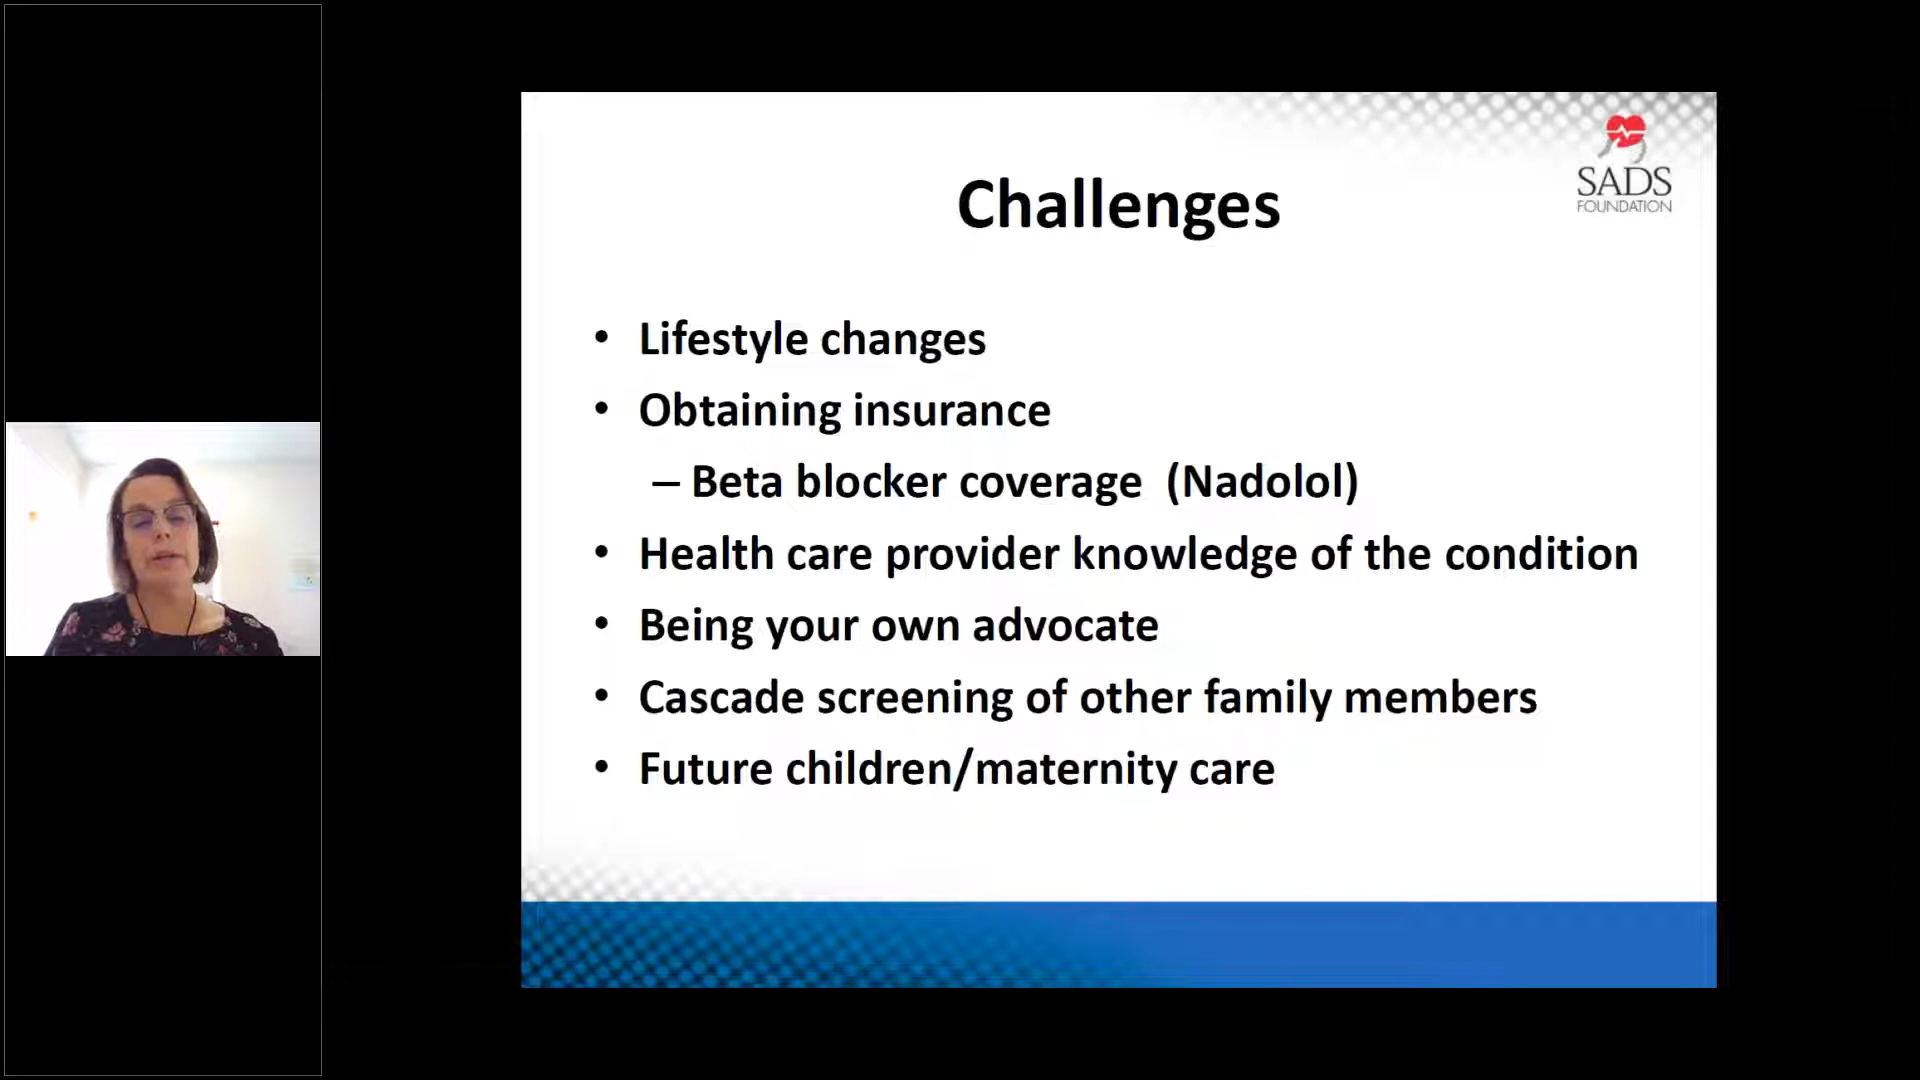 SADS
FOUNDATION
Challenges
• Lifestyle changes
• Obtaining insurance
– Beta blocker coverage (Nadolol)
• Health care provider knowledge of the condition
• Being your own advocate
• Cascade screening of other family members
• Future children/maternity care